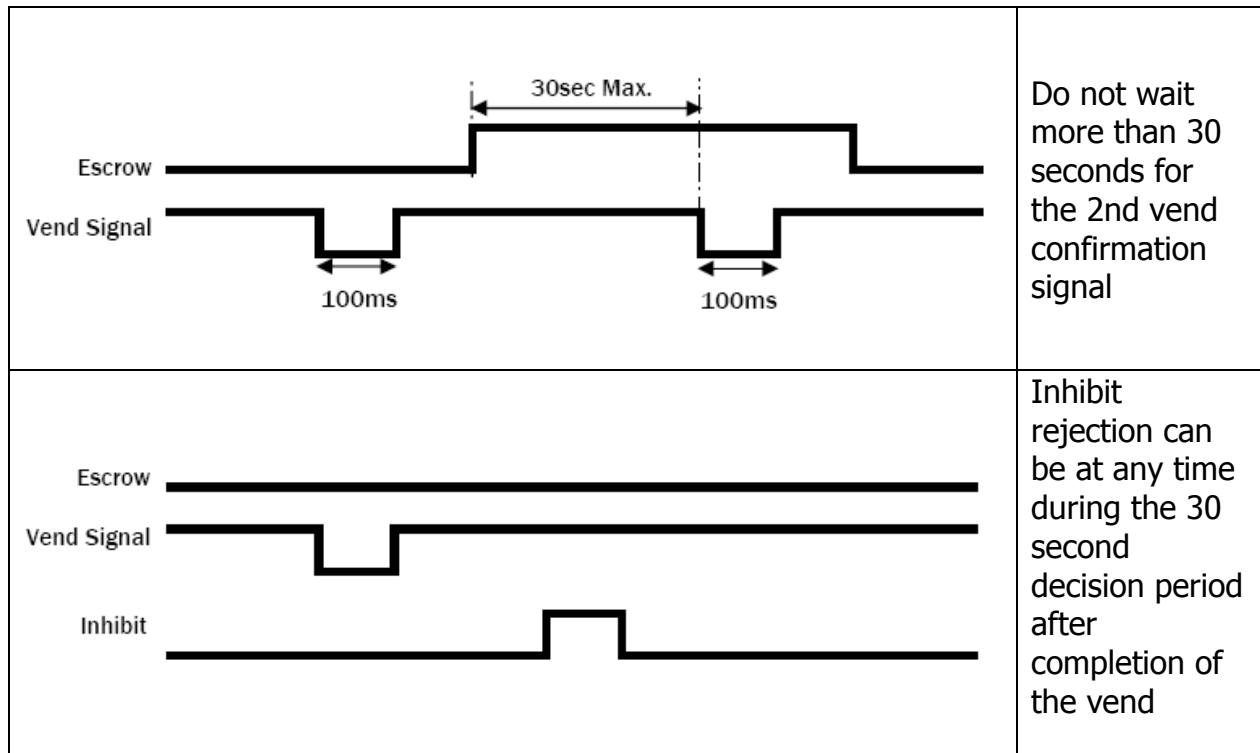 30sec Max.
Escrow
Vend Signal
100ms
100ms
Do not wait
more than 30
seconds for
the 2nd vend
confirmation
signal
Escrow
Vend Signal
Inhibit
Inhibit
rejection can
be at any time
during the 30
second
decision period
after
completion of
the vend